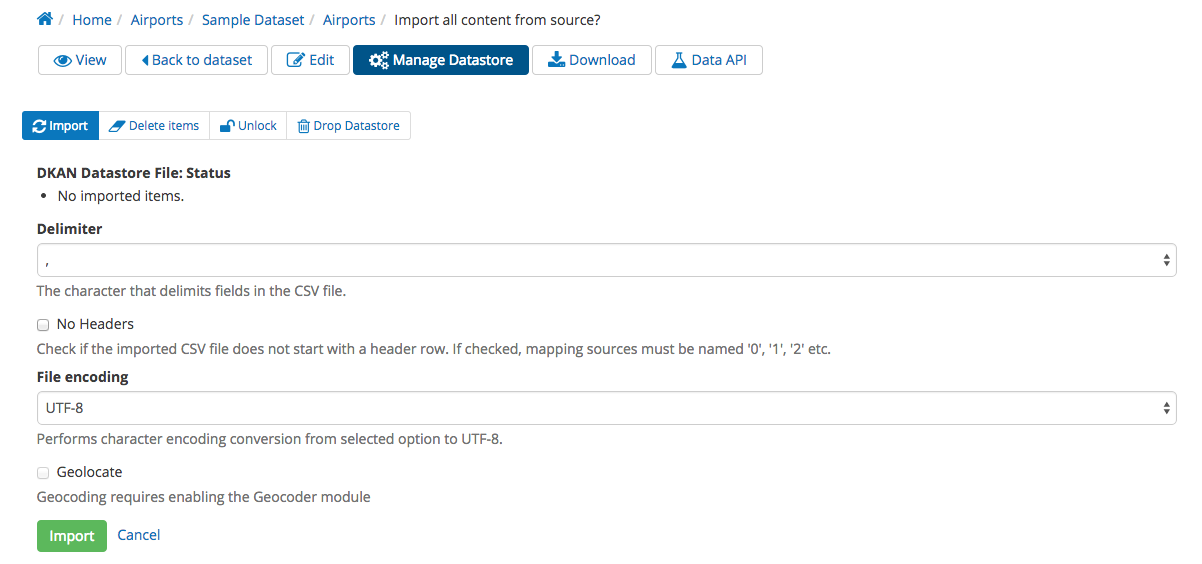 / Home / Airports / Sample Dataset / Airports / Import all content from source?
View Back to dataset Edit Manage Datastore Download Data API
Import Delete items Unlock Drop Datastore
DKAN Datastore File: Status
• No imported items.
Delimiter
,
The character that delimits fields in the CSV file.
No Headers
Check if the imported CSV file does not start with a header row. If checked, mapping sources must be named '0', '1', '2' etc.
File encoding
UTF-8
Performs character encoding conversion from selected option to UTF-8.
Geolocate
Geocoding requires enabling the Geocoder module
Import Cancel